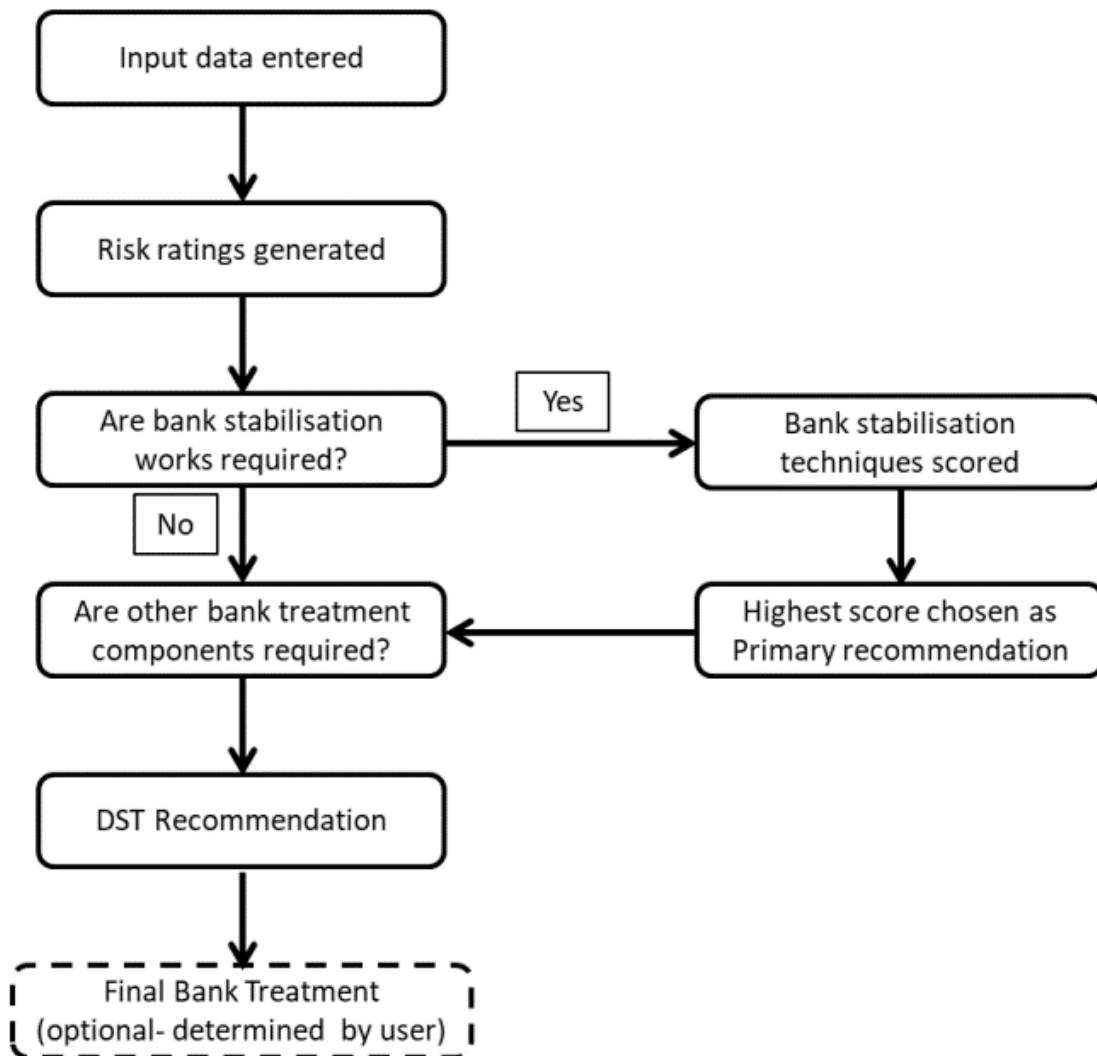 Input data entered
Risk ratings generated
Are bank stabilisation
works required?
Yes
Bank stabilisation
techniques scored
No
Are other bank treatment
components required?
Highest score chosen as
Primary recommendation
DST Recommendation
Final Bank Treatment
(optional- determined by user)